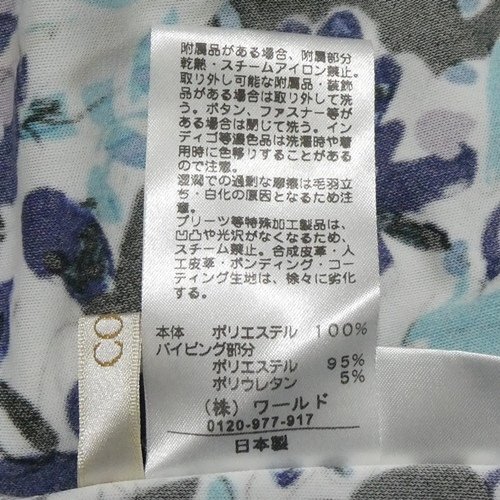 附属品がある場合、附属部分
乾熱・スチームアイロン禁止。
取り外し可能な附属品・装飾
品がある場合は取り外して洗
う。ボタン、ファスナー等が
ある場合は閉じて洗う。イン
ディゴ等濃色品は洗濯時や着
用時に色移りすることがある
ので注意。
湿潤での過剰な摩擦は毛羽立
ち・白化の原因となるため注
意。
プリーツ等特殊加工製品は、
凹凸や光沢がなくなるため、
スチーム禁止。合成皮革・人
工皮革・ボンディング・コー
ティング生地は、徐々に劣化
する。
本体 ポリエステル 100%
パイピング部分
ポリエステル 95%
ポリウレタン 5%
(株) ワールド
0120-977-917
日本製
CO